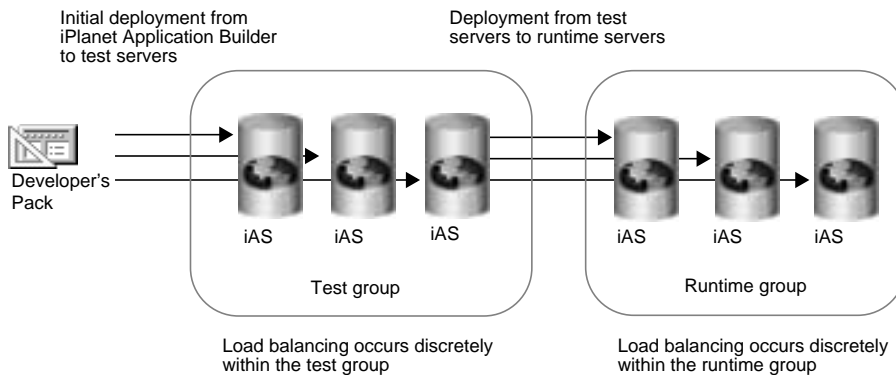 Initial deployment from
iPlanet Application Builder
to test servers
Deployment from test
servers to runtime servers
Developer's
Pack
iAS
iAS
iAS
iAS
iAS
iAS
Test group
Runtime group
Load balancing occurs discretely
within the test group
Load balancing occurs discretely
within the runtime group